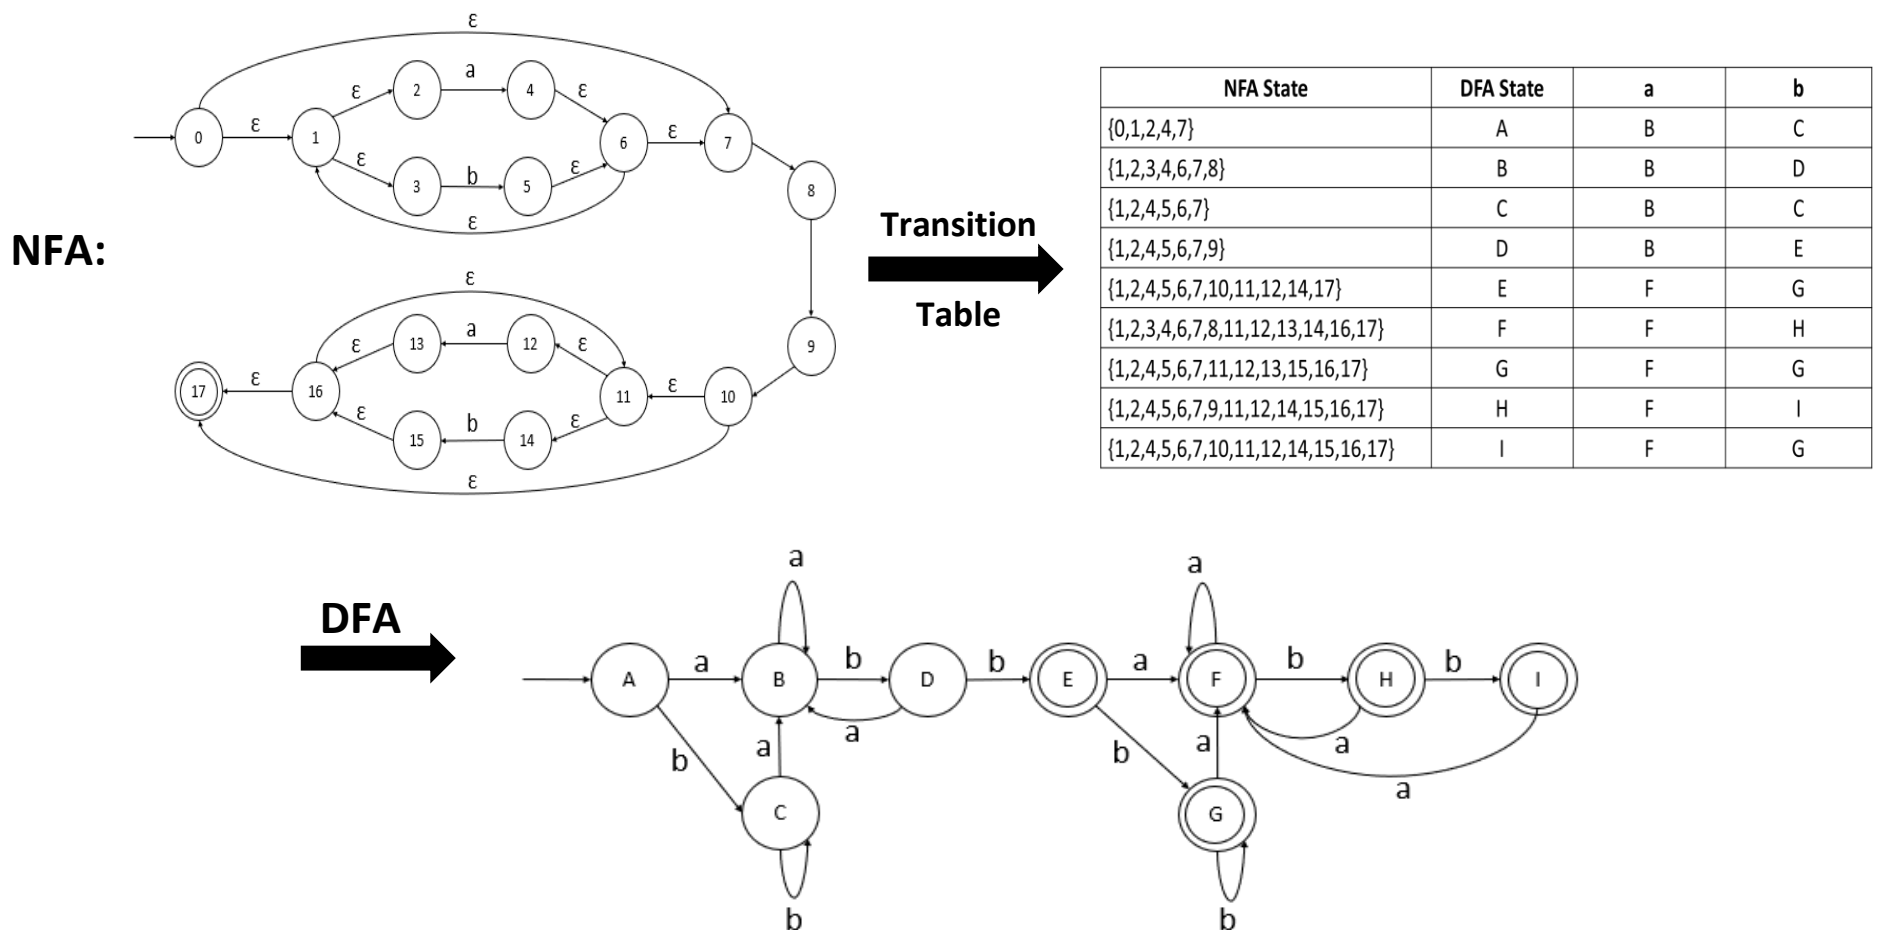 NFA:
ε
ε
0
1
ε
2
a
4
ε
ε
3
b
5
ε
6
ε
7
ε
8
9
10
ε
11
ε
12
a
13
ε
ε
14
b
15
ε
16
ε
17
ε
ε
Transition
Table
NFA State DFA State a b
{0,1,2,4,7} A B C
{1,2,3,4,6,7,8} B B D
{1,2,4,5,6,7} C B C
{1,2,4,5,6,7,9} D B E
{1,2,4,5,6,7,10,11,12,14,17} E F G
{1,2,3,4,6,7,8,11,12,13,14,16,17} F F H
{1,2,4,5,6,7,11,12,13,15,16,17} G F G
{1,2,4,5,6,7,9,11,12,14,15,16,17} H F I
{1,2,4,5,6,7,10,11,12,14,15,16,17} I F G
DFA
a
a
A
a
B
b
D
b
E
a
F
b
H
b
I
b
a
a
b
a
a
a
C
G
b
b